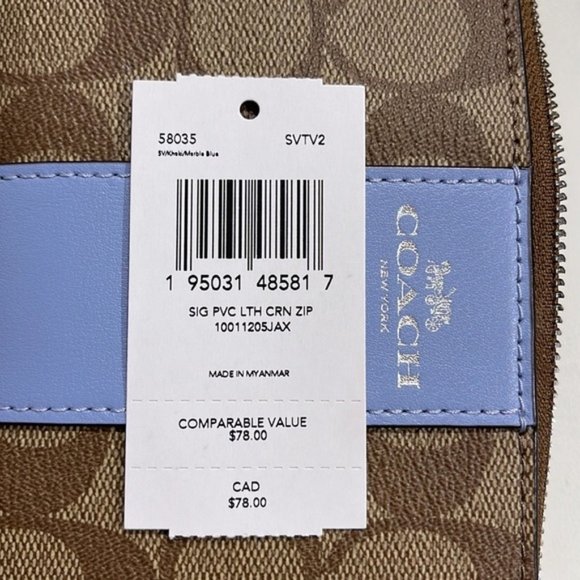 58035 SVTV2
SV/Khaki/Marble Blue
1 95031 48581 7
SIG PVC LTH CRN ZIP
10011205JAX
MADE IN MYANMAR
COMPARABLE VALUE
$78.00
CAD
$78.00
COACH
NEW YORK